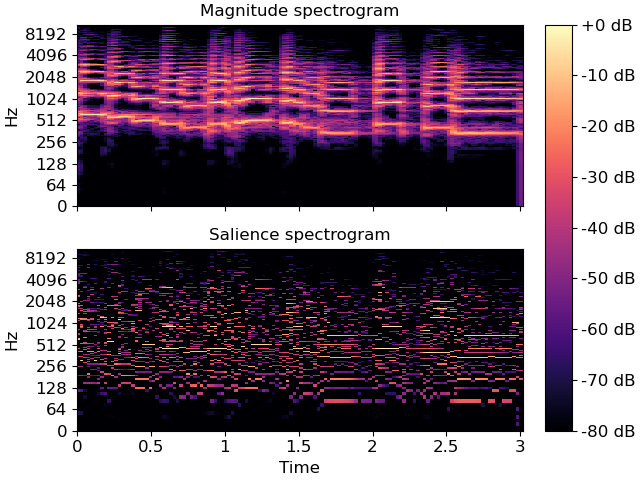 Magnitude spectrogram
8192
4096
2048
1024
512
256
128
64
0
Hz
+0 dB
-10 dB
-20 dB
-30 dB
-40 dB
-50 dB
-60 dB
-70 dB
-80 dB
Salience spectrogram
8192
4096
2048
1024
512
256
128
64
0
Hz
0 0.5 1 1.5 2 2.5 3
Time